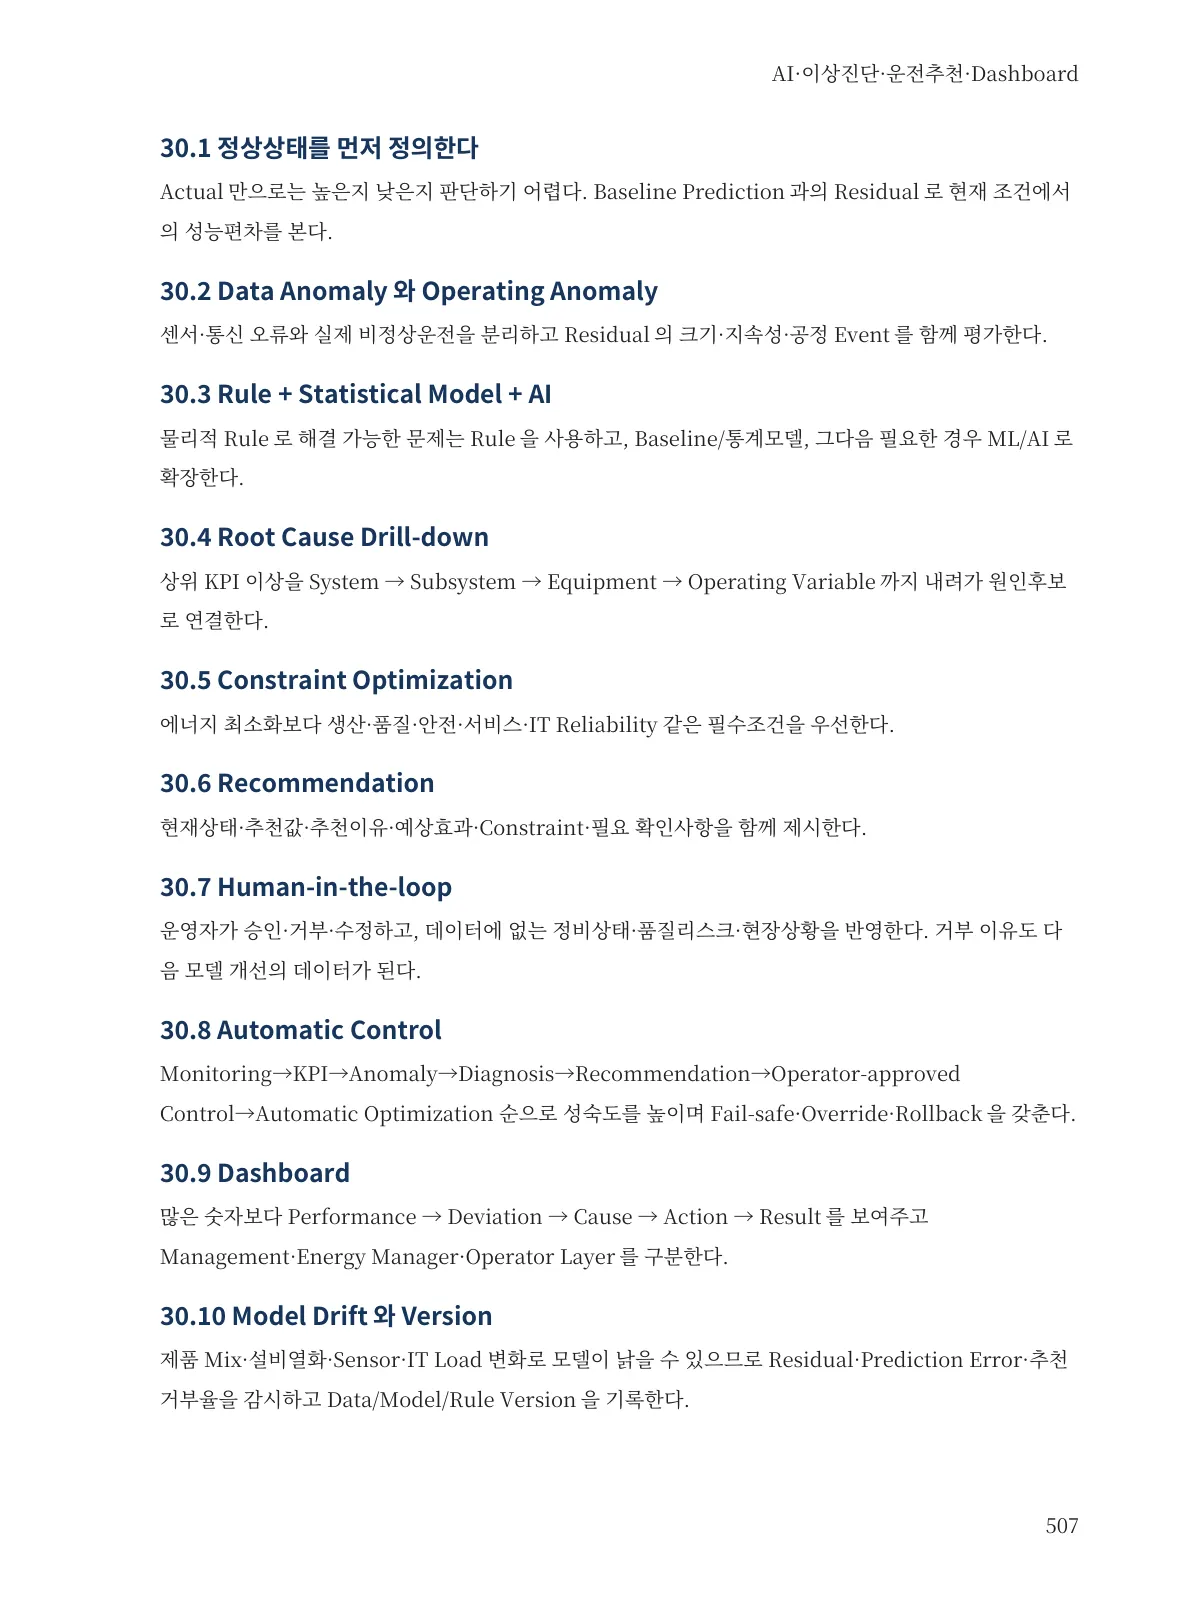 AI·이상진단·운전추천·Dashboard
30.1 정상상태를 먼저 정의한다
Actual 만으로는 높은지 낮은지 판단하기 어렵다. Baseline Prediction 과의 Residual 로 현재 조건에서
의 성능편차를 본다.
30.2 Data Anomaly 와 Operating Anomaly
센서·통신 오류와 실제 비정상운전을 분리하고 Residual 의 크기·지속성·공정 Event 를 함께 평가한다.
30.3 Rule + Statistical Model + AI
물리적 Rule 로 해결 가능한 문제는 Rule 을 사용하고, Baseline/통계모델, 그다음 필요한 경우 ML/AI 로
확장한다.
30.4 Root Cause Drill-down
상위 KPI 이상을 System → Subsystem → Equipment → Operating Variable 까지 내려가 원인후보
로 연결한다.
30.5 Constraint Optimization
에너지 최소화보다 생산·품질·안전·서비스·IT Reliability 같은 필수조건을 우선한다.
30.6 Recommendation
현재상태·추천값·추천이유·예상효과·Constraint·필요 확인사항을 함께 제시한다.
30.7 Human-in-the-loop
운영자가 승인·거부·수정하고, 데이터에 없는 정비상태·품질리스크·현장상황을 반영한다. 거부 이유도 다
음 모델 개선의 데이터가 된다.
30.8 Automatic Control
Monitoring→KPI→Anomaly→Diagnosis→Recommendation→Operator-approved
Control→Automatic Optimization 순으로 성숙도를 높이며 Fail-safe·Override·Rollback 을 갖춘다.
30.9 Dashboard
많은 숫자보다 Performance → Deviation → Cause → Action → Result 를 보여주고
Management·Energy Manager·Operator Layer 를 구분한다.
30.10 Model Drift 와 Version
제품 Mix·설비열화·Sensor·IT Load 변화로 모델이 낡을 수 있으므로 Residual·Prediction Error·추천
거부율을 감시하고 Data/Model/Rule Version 을 기록한다.
507